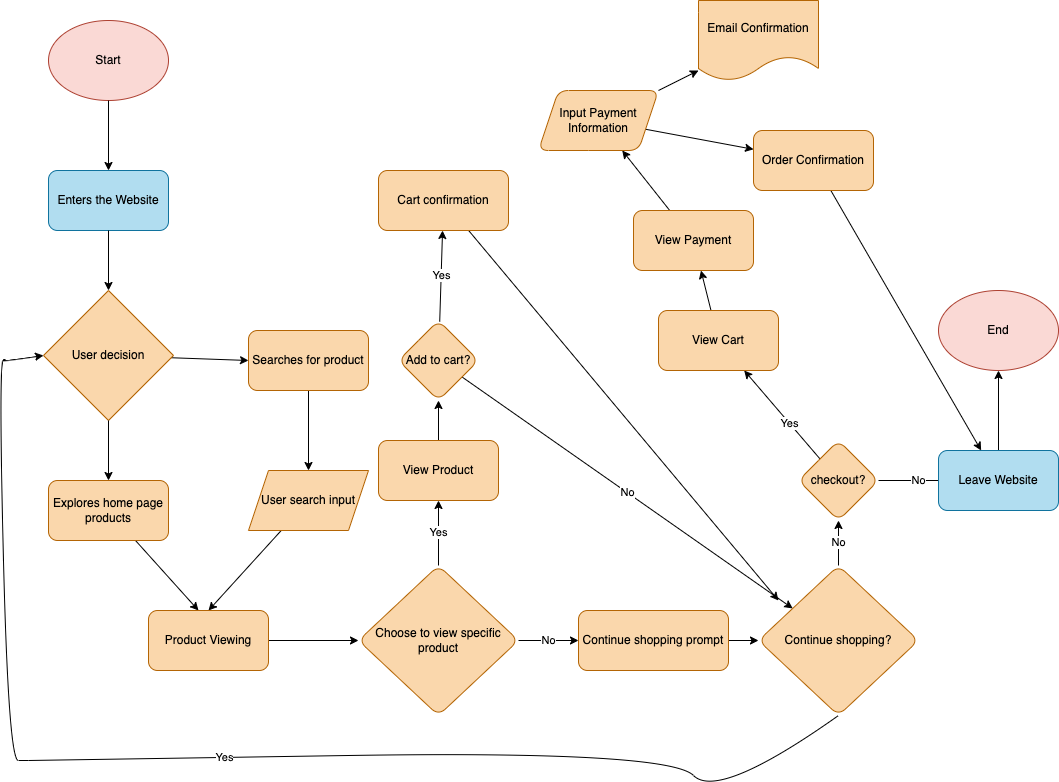 Start
Enters the Website
User decision
Searches for product
Explores home page
products
User search input
Product Viewing
Choose to view specific
product
Yes
View Product
Add to cart?
Yes
Cart confirmation
No
No
Continue shopping prompt
Continue shopping?
Yes
No
checkout?
No
Yes
View Cart
View Payment
Input Payment
Information
Email Confirmation
Order Confirmation
Leave Website
End